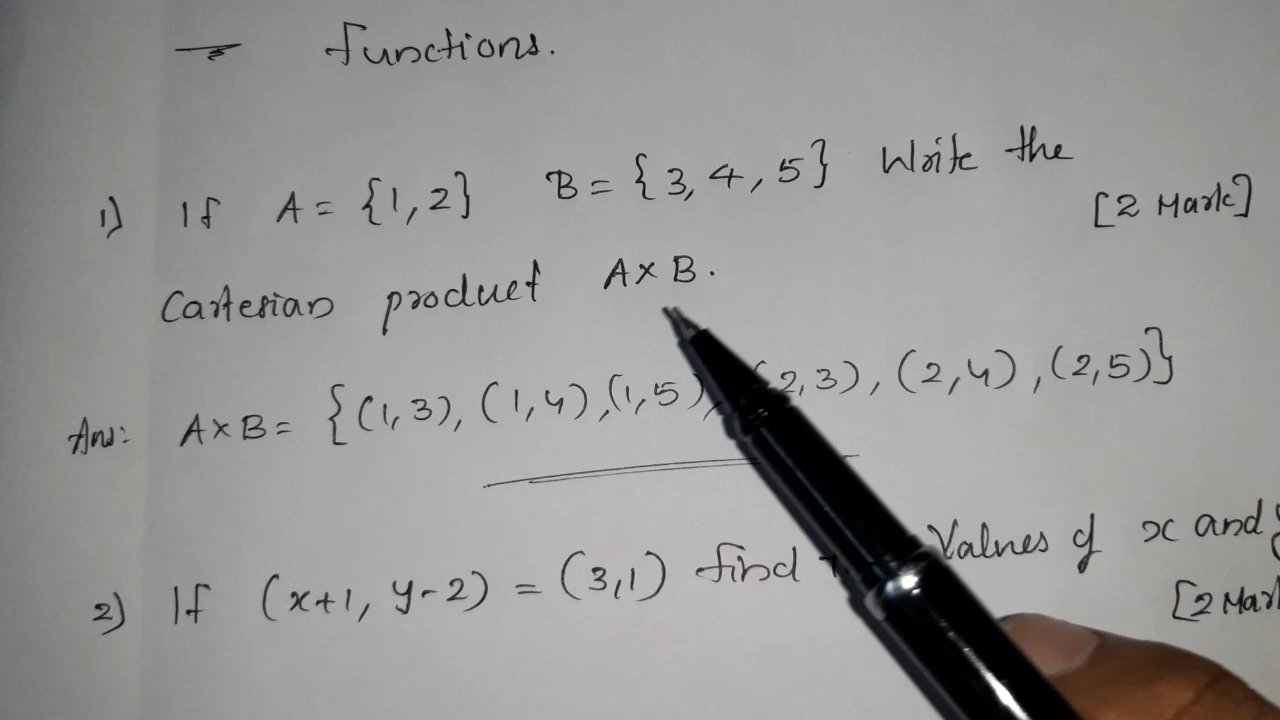 Functions.
1) If A = {1,2} B = {3,4,5} Write the
[2 Mark]
Cartesian product A×B.
Ans: A×B = {(1,3), (1,4), (1,5), (2,3), (2,4), (2,5)}
2) If (x+1, y-2) = (3,1) find Values of x and
[2 Mar